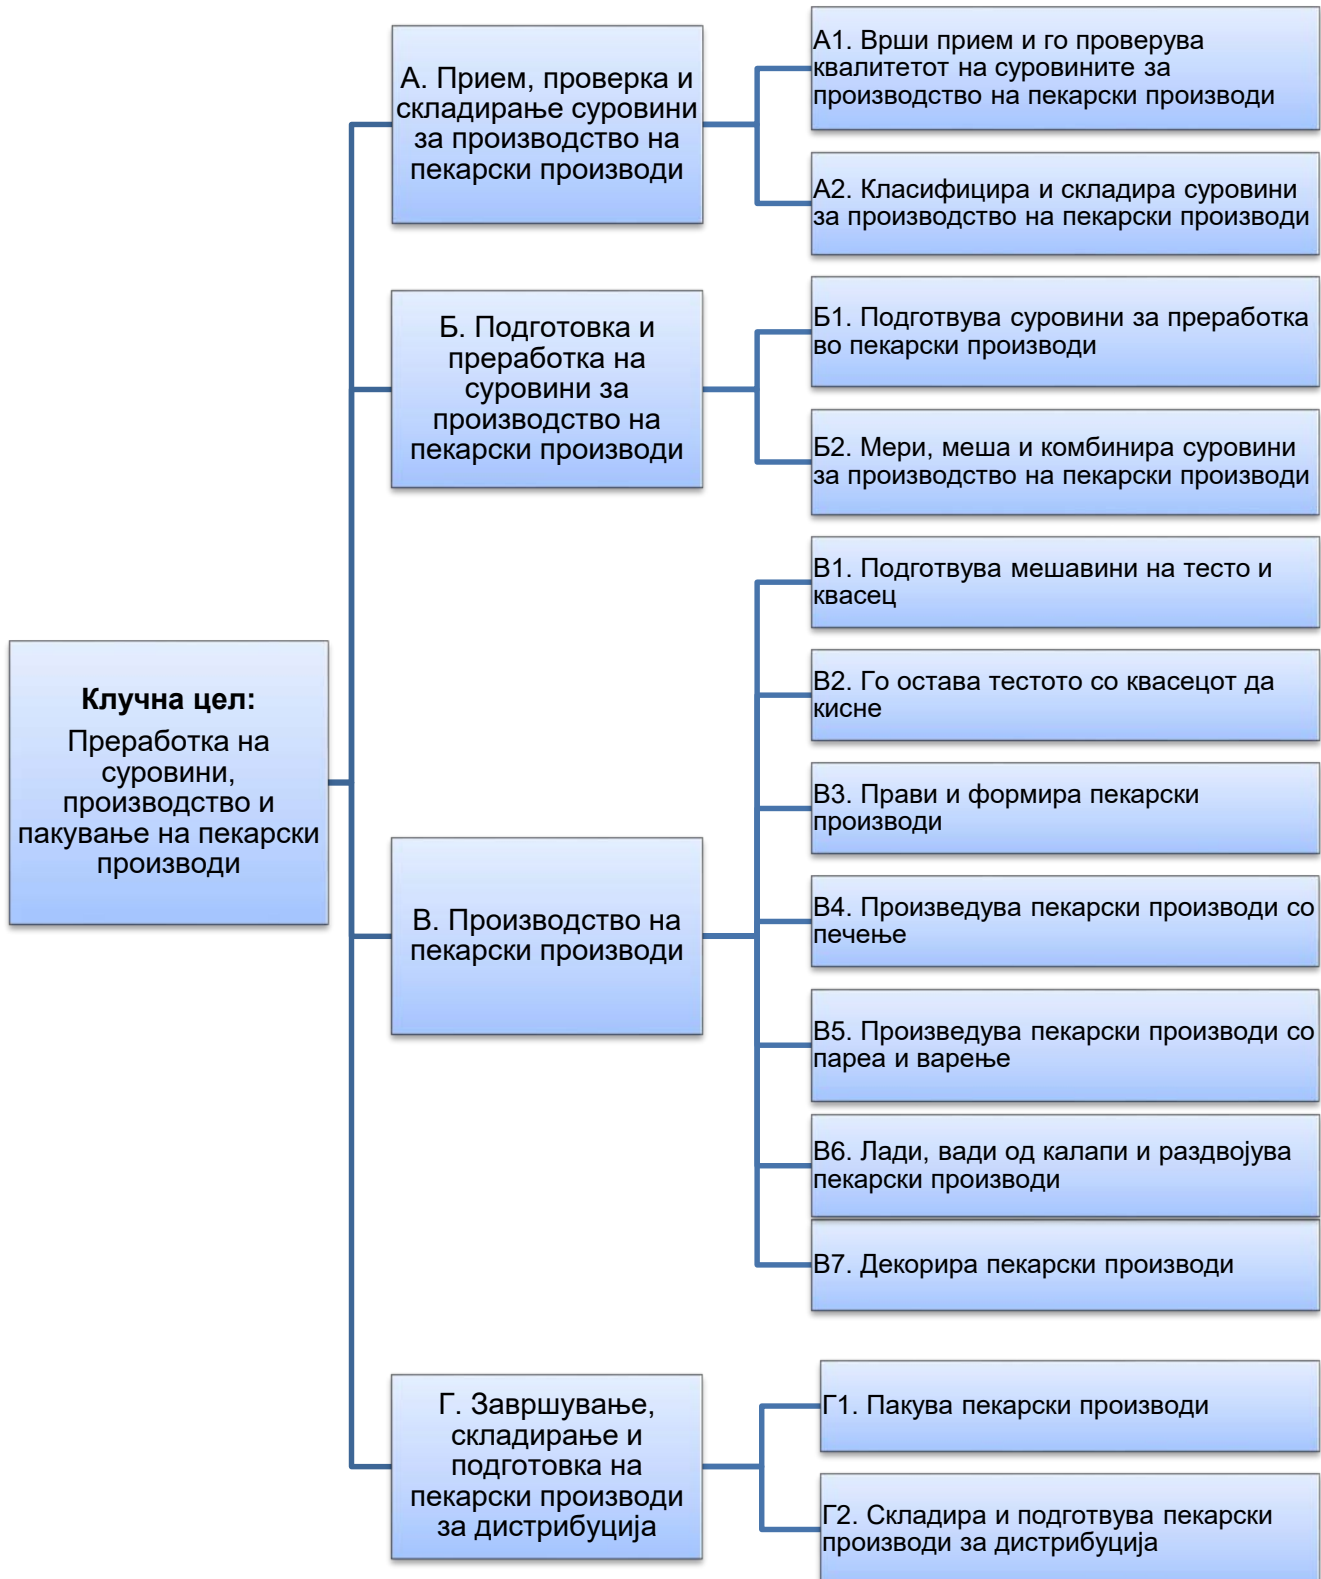 Клучна цел:
Преработка на
суровини,
производство и
пакување на пекарски
производи
А. Прием, проверка и
складирање суровини
за производство на
пекарски производи
А1. Врши прием и го проверува
квалитетот на суровините за
производство на пекарски производи
А2. Класифицира и складира суровини
за производство на пекарски производи
Б. Подготовка и
преработка на
суровини за
производство на
пекарски производи
Б1. Подготвува суровини за преработка
во пекарски производи
Б2. Мери, меша и комбинира суровини
за производство на пекарски производи
В. Производство на
пекарски производи
В1. Подготвува мешавини на тесто и
квасец
В2. Го остава тестото со квасецот да
кисне
В3. Прави и формира пекарски
производи
В4. Произведува пекарски производи со
печење
В5. Произведува пекарски производи со
пареа и варење
В6. Лади, вади од калапи и раздвојува
пекарски производи
В7. Декорира пекарски производи
Г. Завршување,
складирање и
подготовка на
пекарски производи
за дистрибуција
Г1. Пакува пекарски производи
Г2. Складира и подготвува пекарски
производи за дистрибуција